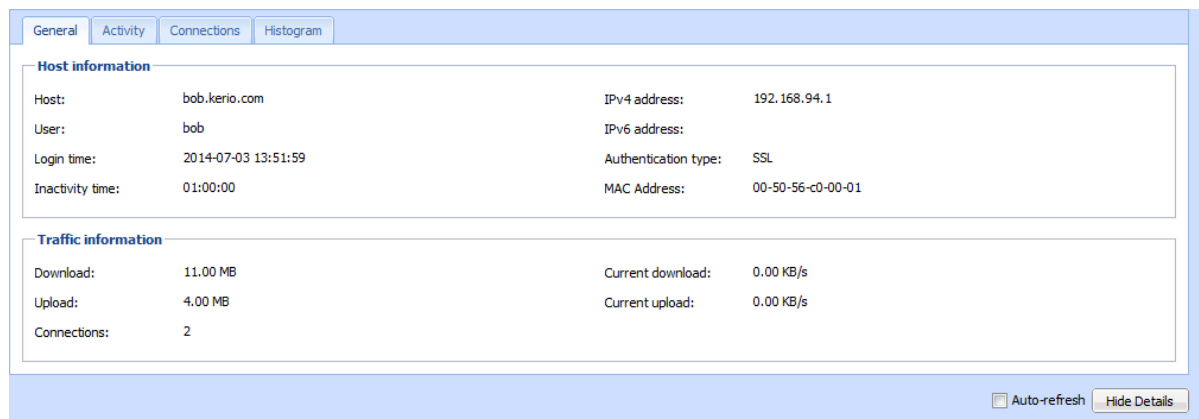 General Activity Connections Histogram
Host information
Host: bob.kerio.com IPv4 address: 192.168.94.1
User: bob IPv6 address:
Login time: 2014-07-03 13:51:59 Authentication type: SSL
Inactivity time: 01:00:00 MAC Address: 00-50-56-c0-00-01
Traffic information
Download: 11.00 MB Current download: 0.00 KB/s
Upload: 4.00 MB Current upload: 0.00 KB/s
Connections: 2
Auto-refresh Hide Details